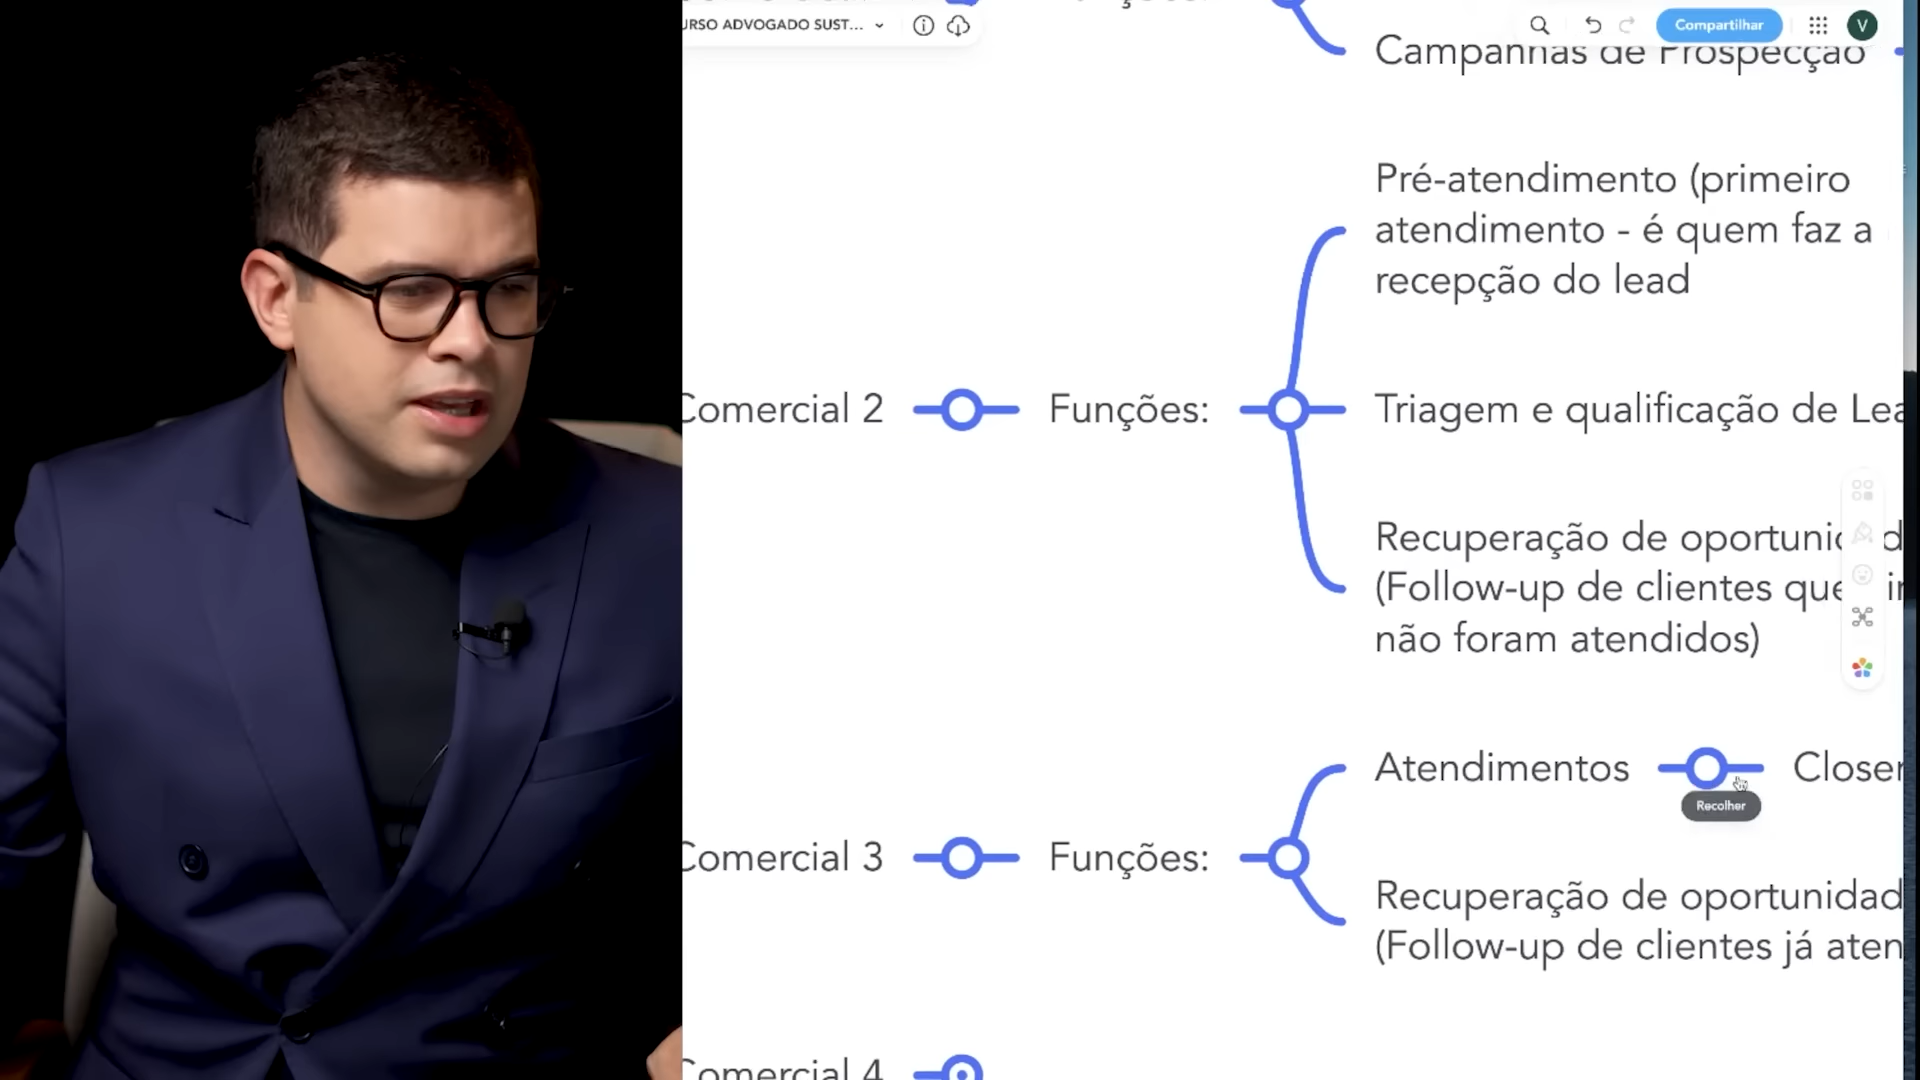 URSO ADVOGADO SUST...
Compartilhar
V
Campanhas de Prospecção
Pré-atendimento (primeiro
atendimento - é quem faz a
recepção do lead
Comercial 2
Funções:
Triagem e qualificação de Lea
Recuperação de oportunid
(Follow-up de clientes que
não foram atendidos)
Atendimentos
Closer
Recolher
Comercial 3
Funções:
Recuperação de oportunidad
(Follow-up de clientes já aten
Comercial 4